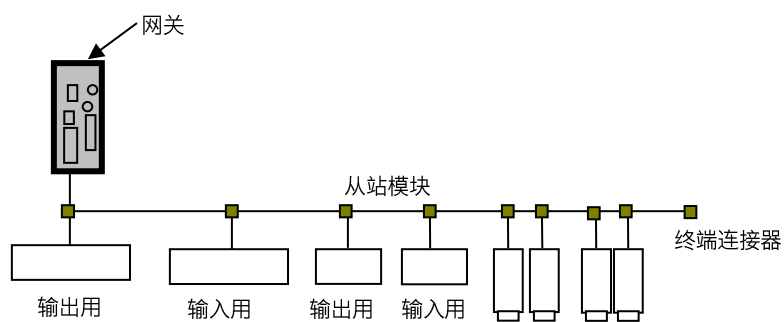 网关
从站模块
终端连接器
输出用
输入用
输出用
输入用